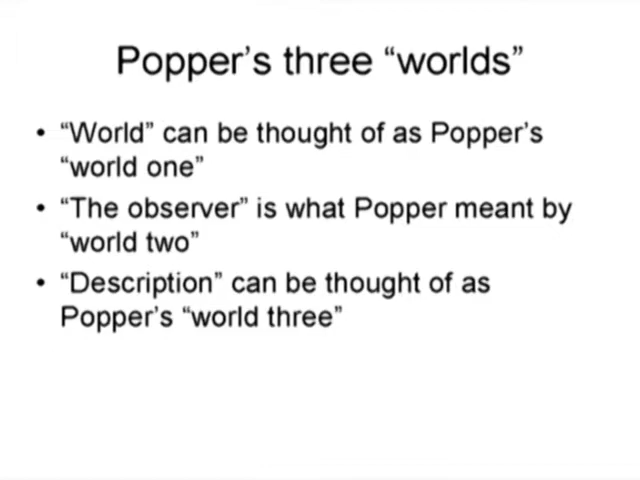 Popper's three “worlds”
• “World” can be thought of as Popper's
“world one”
• “The observer” is what Popper meant by
“world two”
• “Description” can be thought of as
Popper's “world three”